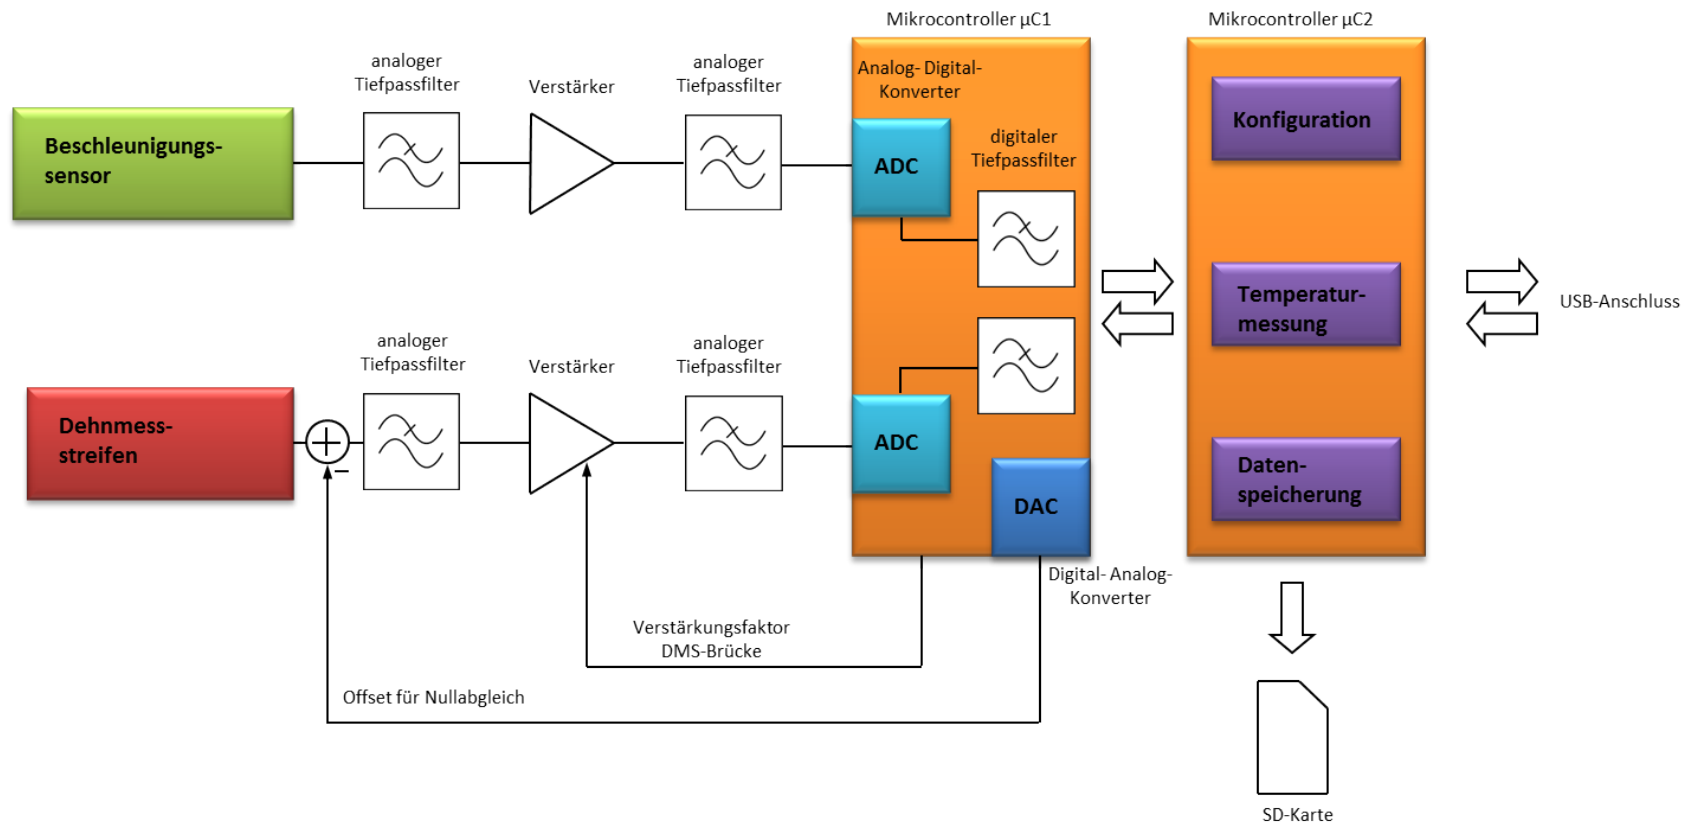 Mikrocontroller µC1
Mikrocontroller µC2
analoger
Tiefpassfilter
Verstärker
analoger
Tiefpassfilter
Analog- Digital-
Konverter
Beschleunigungs-
sensor
ADC
digitaler
Tiefpassfilter
Konfiguration
Temperatur-
messung
USB-Anschluss
analoger
Tiefpassfilter
Verstärker
analoger
Tiefpassfilter
Dehnmess-
streifen
ADC
DAC
Daten-
speicherung
Digital- Analog-
Konverter
Verstärkungsfaktor
DMS-Brücke
Offset für Nullabgleich
SD-Karte